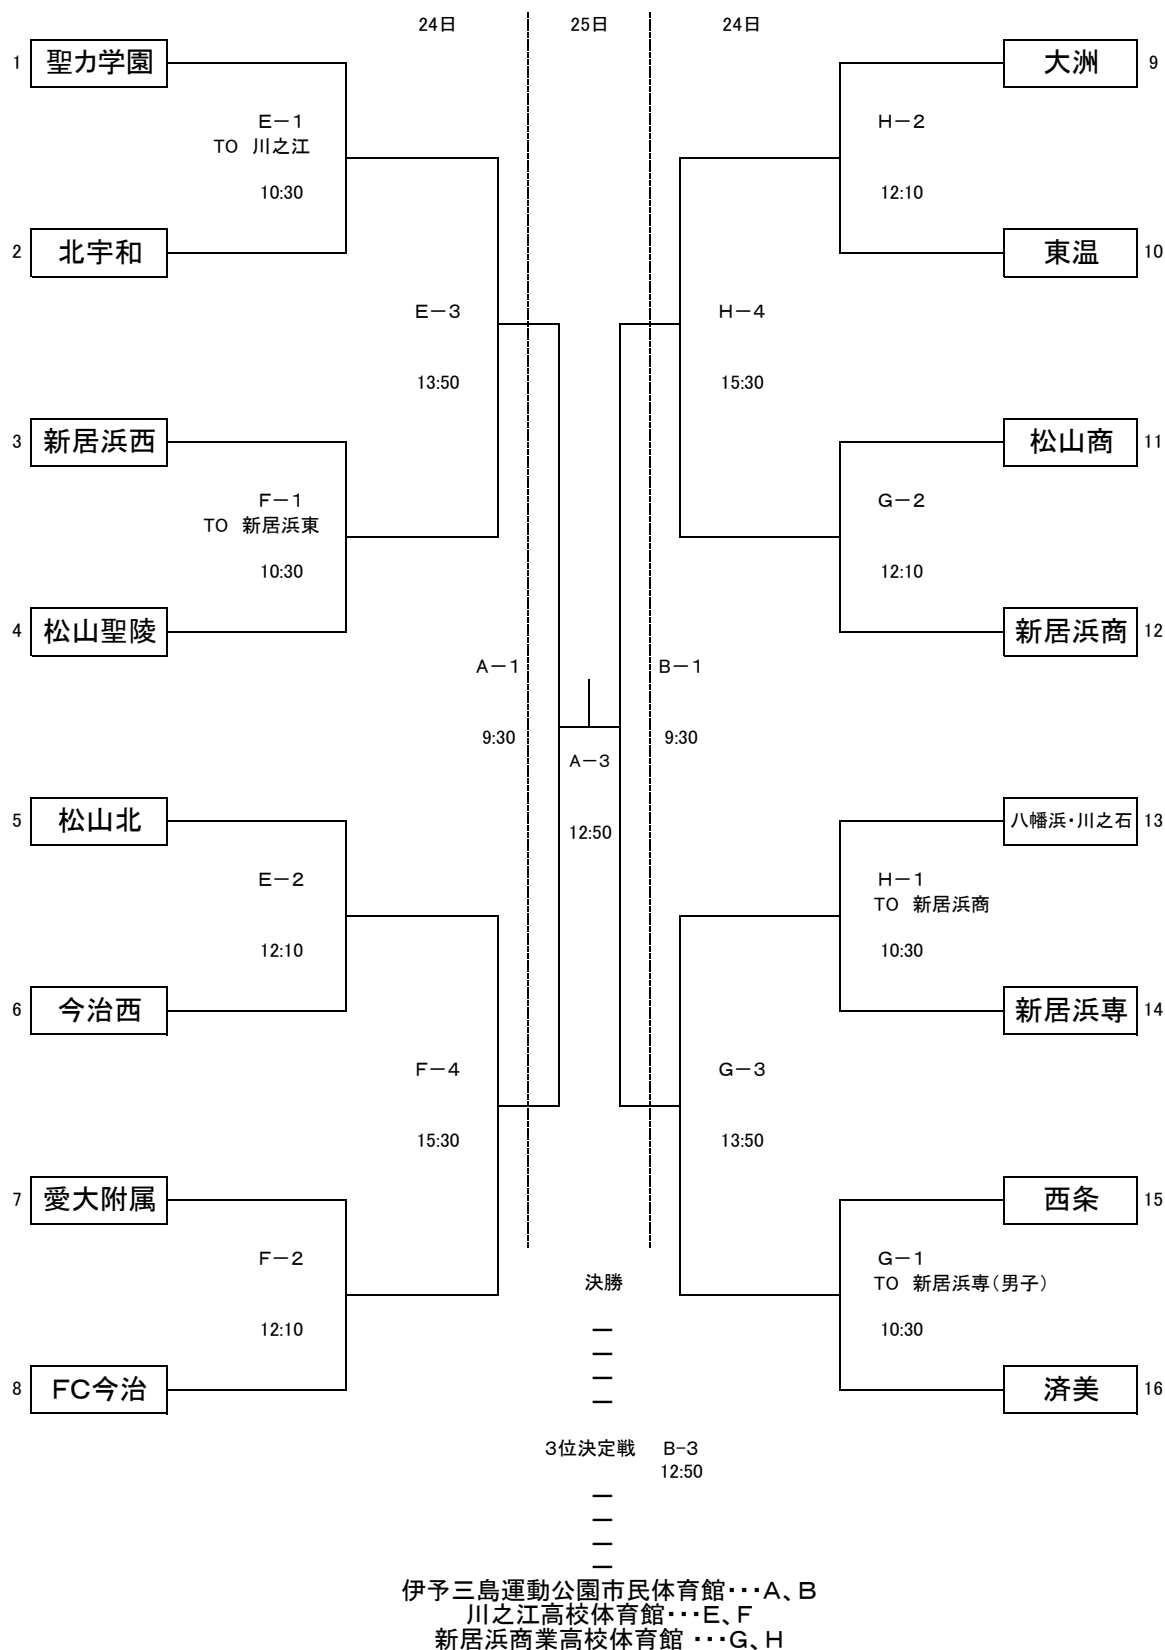 24日 25日 24日
1 聖カ学園
大洲 9
E－1
TO 川之江
10:30
H－2
12:10
2 北宇和
東温 10
E－3
13:50
H－4
15:30
3 新居浜西
松山商 11
F－1
TO 新居浜東
10:30
G－2
12:10
4 松山聖陵
新居浜商 12
A－1
9:30
B－1
9:30
A－3
12:50
5 松山北
八幡浜・川之石 13
E－2
12:10
H－1
TO 新居浜商
10:30
6 今治西
新居浜専 14
F－4
15:30
G－3
13:50
7 愛大附属
西条 15
F－2
12:10
G－1
TO 新居浜専（男子）
10:30
8 FC今治
済美 16
決勝
―
―
―
―
3位決定戦 B-3
12:50
―
―
―
―
伊予三島運動公園市民体育館・・・A、B
川之江高校体育館・・・E、F
新居浜商業高校体育館 ・・・G、H